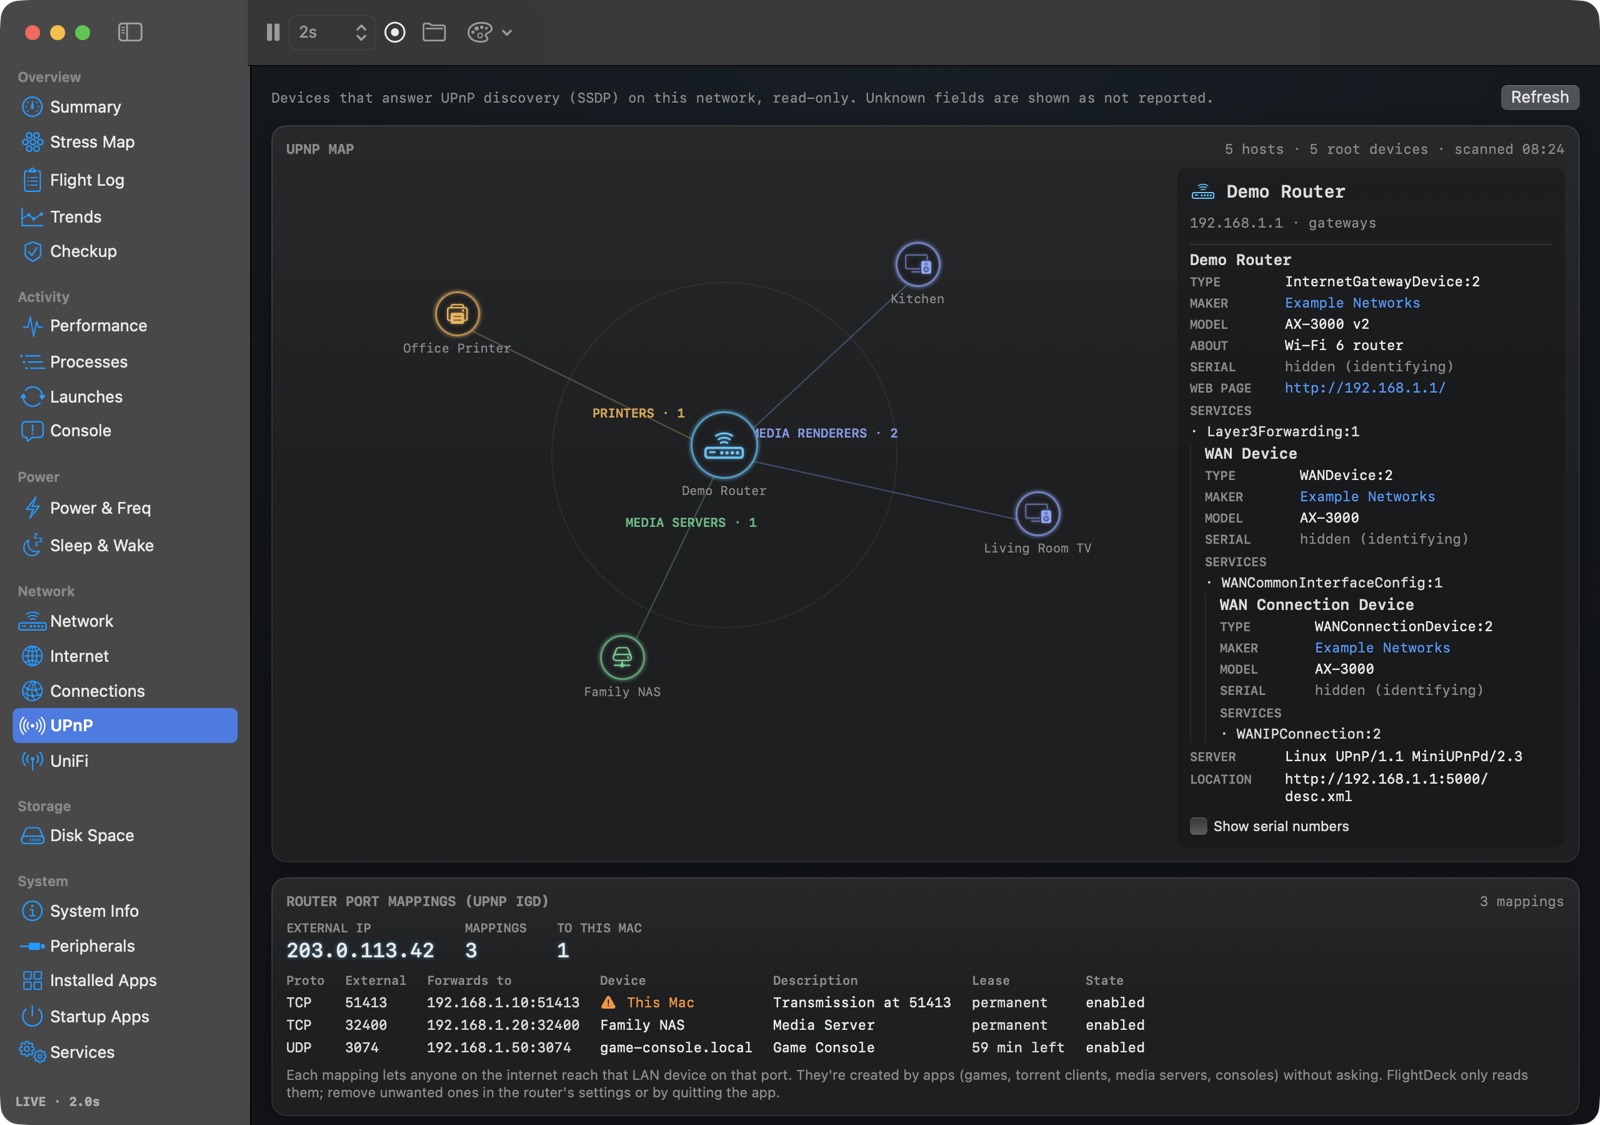 2s
Overview
Summary
Stress Map
Flight Log
Trends
Checkup
Activity
Performance
Processes
Launches
Console
Power
Power & Freq
Sleep & Wake
Network
Network
Internet
Connections
UPnP
UniFi
Storage
Disk Space
System
System Info
Peripherals
Installed Apps
Startup Apps
Services
LIVE · 2.0s
Devices that answer UPnP discovery (SSDP) on this network, read-only. Unknown fields are shown as not reported.
Refresh
UPNP MAP
5 hosts · 5 root devices · scanned 08:24
Kitchen
Office Printer
PRINTERS · 1
MEDIA RENDERERS · 2
Demo Router
MEDIA SERVERS · 1
Living Room TV
Family NAS
Demo Router
192.168.1.1 · gateways
Demo Router
TYPE InternetGatewayDevice:2
MAKER Example Networks
MODEL AX-3000 v2
ABOUT Wi-Fi 6 router
SERIAL hidden (identifying)
WEB PAGE http://192.168.1.1/
SERVICES
· Layer3Forwarding:1
WAN Device
TYPE WANDevice:2
MAKER Example Networks
MODEL AX-3000
SERIAL hidden (identifying)
SERVICES
· WANCommonInterfaceConfig:1
WAN Connection Device
TYPE WANConnectionDevice:2
MAKER Example Networks
MODEL AX-3000
SERIAL hidden (identifying)
SERVICES
· WANIPConnection:2
SERVER Linux UPnP/1.1 MiniUPnPd/2.3
LOCATION http://192.168.1.1:5000/
desc.xml
Show serial numbers
ROUTER PORT MAPPINGS (UPNP IGD)
3 mappings
EXTERNAL IP MAPPINGS TO THIS MAC
203.0.113.42 3 1
Proto External Forwards to Device Description Lease State
TCP 51413 192.168.1.10:51413 This Mac Transmission at 51413 permanent enabled
TCP 32400 192.168.1.20:32400 Family NAS Media Server permanent enabled
UDP 3074 192.168.1.50:3074 game-console.local Game Console 59 min left enabled
Each mapping lets anyone on the internet reach that LAN device on that port. They're created by apps (games, torrent clients, media servers, consoles) without asking. FlightDeck only reads
them; remove unwanted ones in the router's settings or by quitting the app.